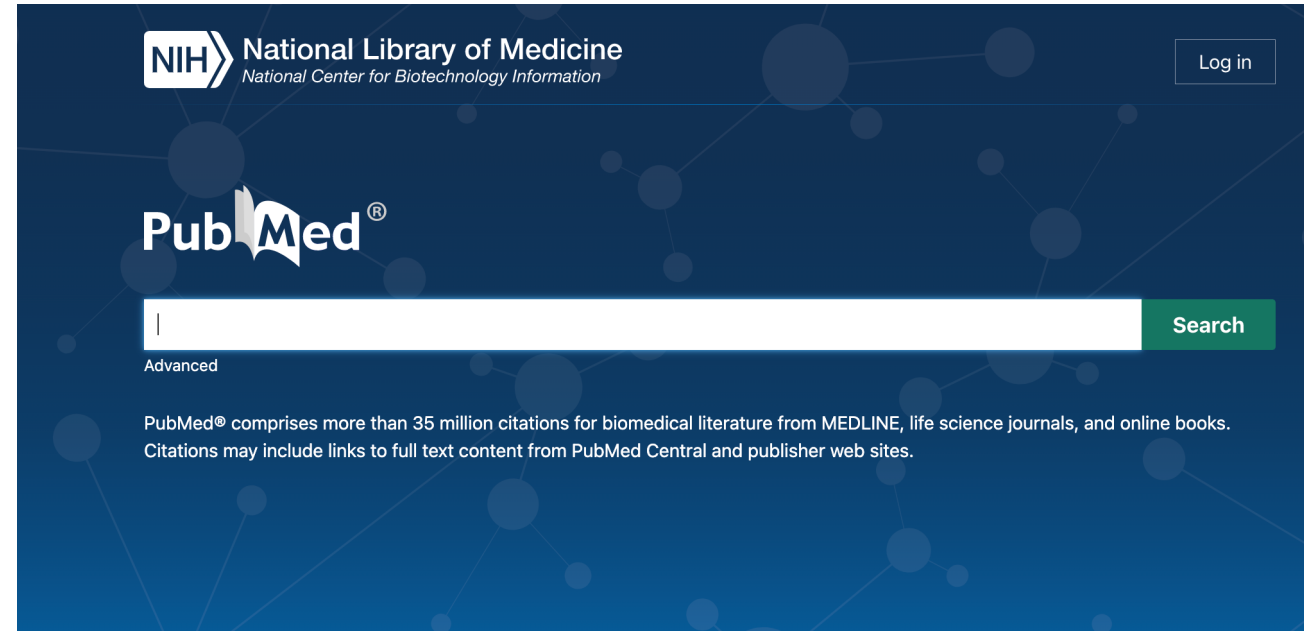 NIH National Library of Medicine
National Center for Biotechnology Information
Log in
PubMed®
Search
Advanced
PubMed® comprises more than 35 million citations for biomedical literature from MEDLINE, life science journals, and online books.
Citations may include links to full text content from PubMed Central and publisher web sites.